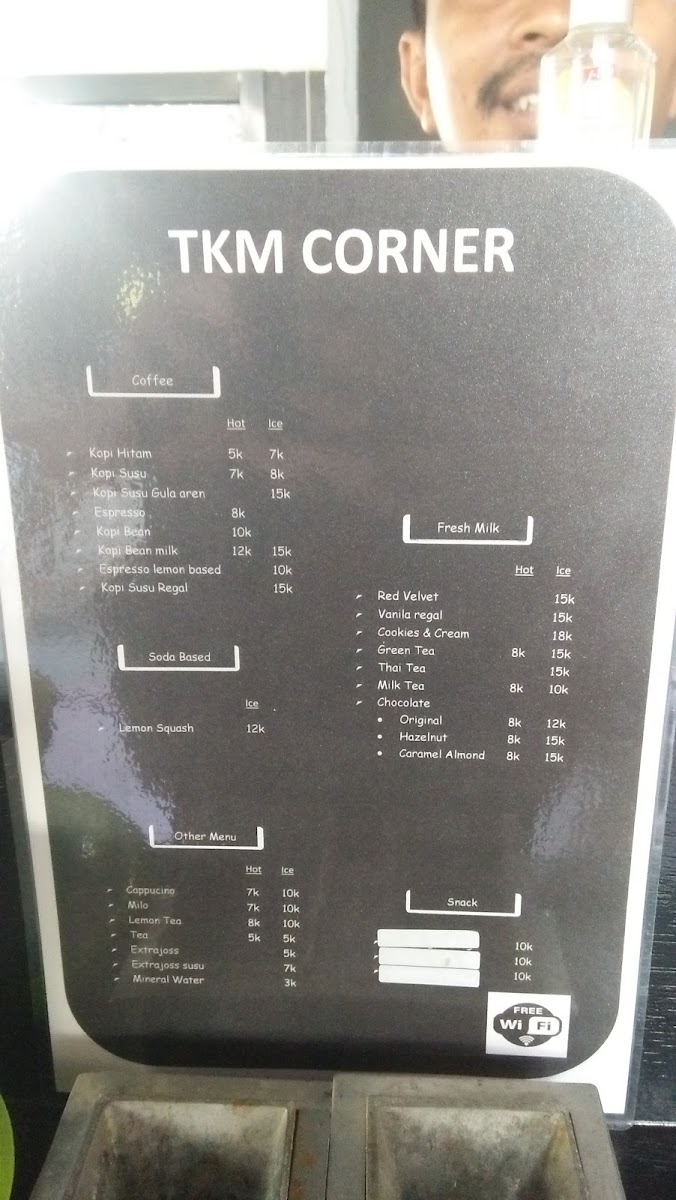 TKM CORNER
Coffee
Hot Ice
Kopi Hitam 5k 7k
Kopi Susu 7k 8k
Kopi Susu Gula aren 15k
Espresso 8k
Kopi Bean 10k
Kopi Bean milk 12k 15k
Espresso lemon based 10k
Kopi Susu Regal 15k
Soda Based
Ice
Lemon Squash 12k
Other Menu
Hot Ice
Cappucino 7k 10k
Milo 7k 10k
Lemon Tea 8k 10k
Tea 5k 5k
Extrajoss 5k
Extrajoss susu 7k
Mineral Water 3k
Fresh Milk
Hot Ice
Red Velvet 15k
Vanila regal 15k
Cookies & Cream 18k
Green Tea 8k 15k
Thai Tea 15k
Milk Tea 8k 10k
Chocolate
Original 8k 12k
Hazelnut 8k 15k
Caramel Almond 8k 15k
Snack
10k
10k
10k
FREE
Wi Fi